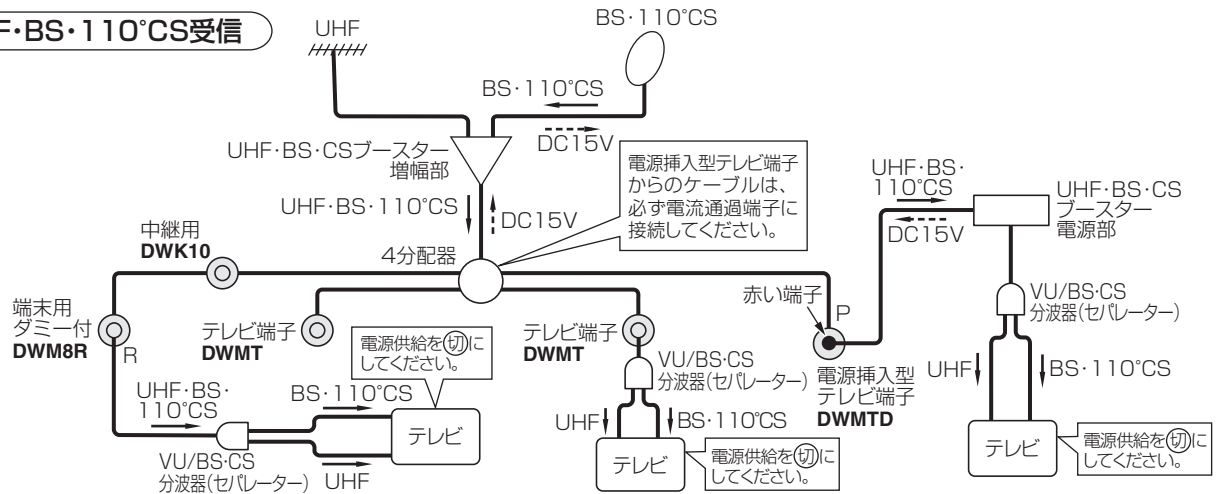 F･BS･110°CS受信
UHF
BS･110°CS
BS･110°CS
DC15V
UHF･BS･CSブースター
増幅部
電源挿入型テレビ端子
からのケーブルは、
必ず電流通過端子に
接続してください。
UHF･BS･
110°CS
DC15V
UHF･BS･CS
ブースター
電源部
UHF･BS･110°CS
DC15V
中継用
DWK10
4分配器
端末用
ダミー付
DWM8R
R
テレビ端子
DWMT
テレビ端子
DWMT
赤い端子
P
電源挿入型
テレビ端子
DWMTD
VU/BS･CS
分波器(セパレーター)
電源供給を切に
してください。
VU/BS･CS
分波器(セパレーター)
UHF･BS･
110°CS
BS･110°CS
テレビ
VU/BS･CS
分波器(セパレーター)
UHF
UHF
BS･110°CS
テレビ
電源供給を切に
してください。
UHF
BS･110°CS
テレビ
電源供給を切に
してください。